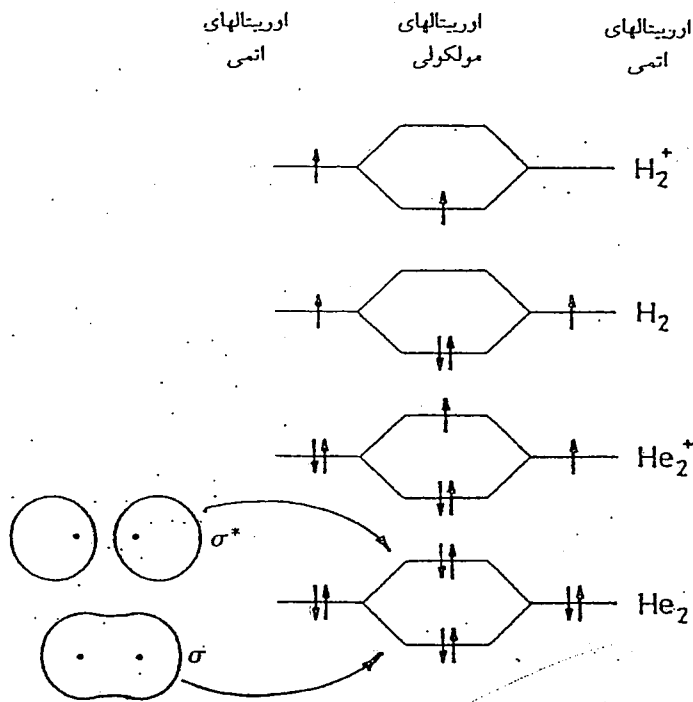 اوربیتالهای
اتمی
اوربیتالهای
مولکولی
اوربیتالهای
اتمی
H₂⁺
H₂
He₂⁺
σ*
He₂
σ